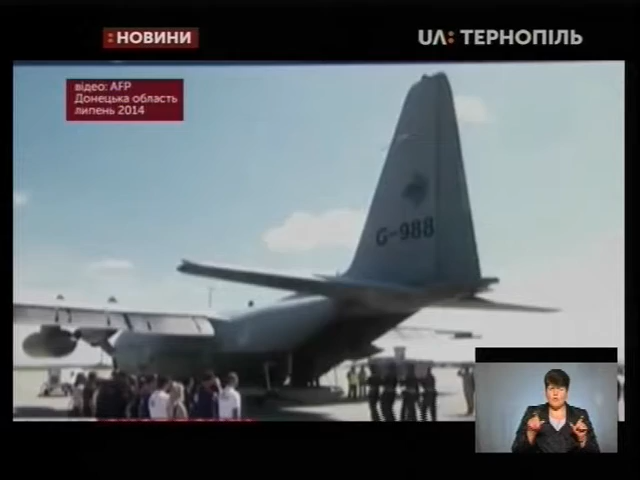 :НОВИНИ
UA: ТЕРНОПІЛЬ
відео: AFP
Донецька область
липень 2014
G-988